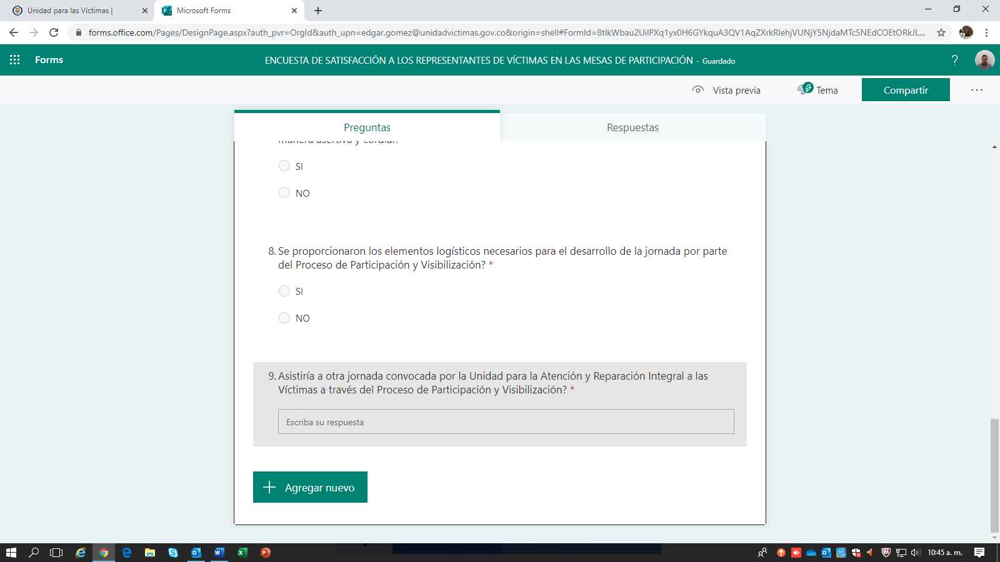 Unidad para las Víctimas |
Microsoft Forms
forms.office.com/Pages/DesignPage.aspx?auth_pvr=OrgId&auth_upn=edgar.gomez@unidadvictimas.gov.co&origin=shell#FormId=8tIkWbau2UilPXq1yx0H6GYkquA3QV1AqZXrkRlehjVUNjY5NjdaMTc5NEdCOEtORkJL...
Forms
ENCUESTA DE SATISFACCIÓN A LOS REPRESENTANTES DE VÍCTIMAS EN LAS MESAS DE PARTICIPACIÓN - Guardado
?
Vista previa
Tema
Compartir
Preguntas
Respuestas
manera asertiva y cordial?
SI
NO
8. Se proporcionaron los elementos logísticos necesarios para el desarrollo de la jornada por parte
del Proceso de Participación y Visibilización? *
SI
NO
9. Asistiría a otra jornada convocada por la Unidad para la Atención y Reparación Integral a las
Víctimas a través del Proceso de Participación y Visibilización? *
Escriba su respuesta
Agregar nuevo
10:45 a. m.